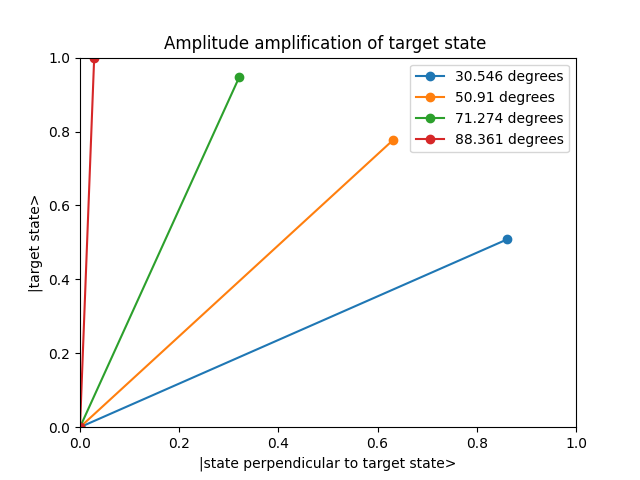 Amplitude amplification of target state
30.546 degrees
50.91 degrees
71.274 degrees
88.361 degrees
|target state>
1.0
0.8
0.6
0.4
0.2
0.0
0.0 0.2 0.4 0.6 0.8 1.0
|state perpendicular to target state>